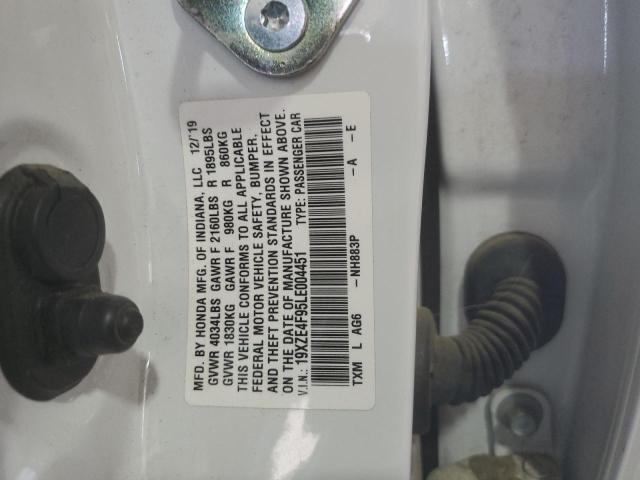 MFD. BY HONDA MFG. OF INDIANA, LLC 12/'19
GVWR 4034LBS GAWR F 2160LBS R 1895LBS
GVWR 1830KG GAWR F 980KG R 860KG
THIS VEHICLE CONFORMS TO ALL APPLICABLE
FEDERAL MOTOR VEHICLE SAFETY, BUMPER,
AND THEFT PREVENTION STANDARDS IN EFFECT
ON THE DATE OF MANUFACTURE SHOWN ABOVE.
V.I.N.: 19XZE4F95LE004451 TYPE: PASSENGER CAR
TXM L AG6 -NH883P -A -E